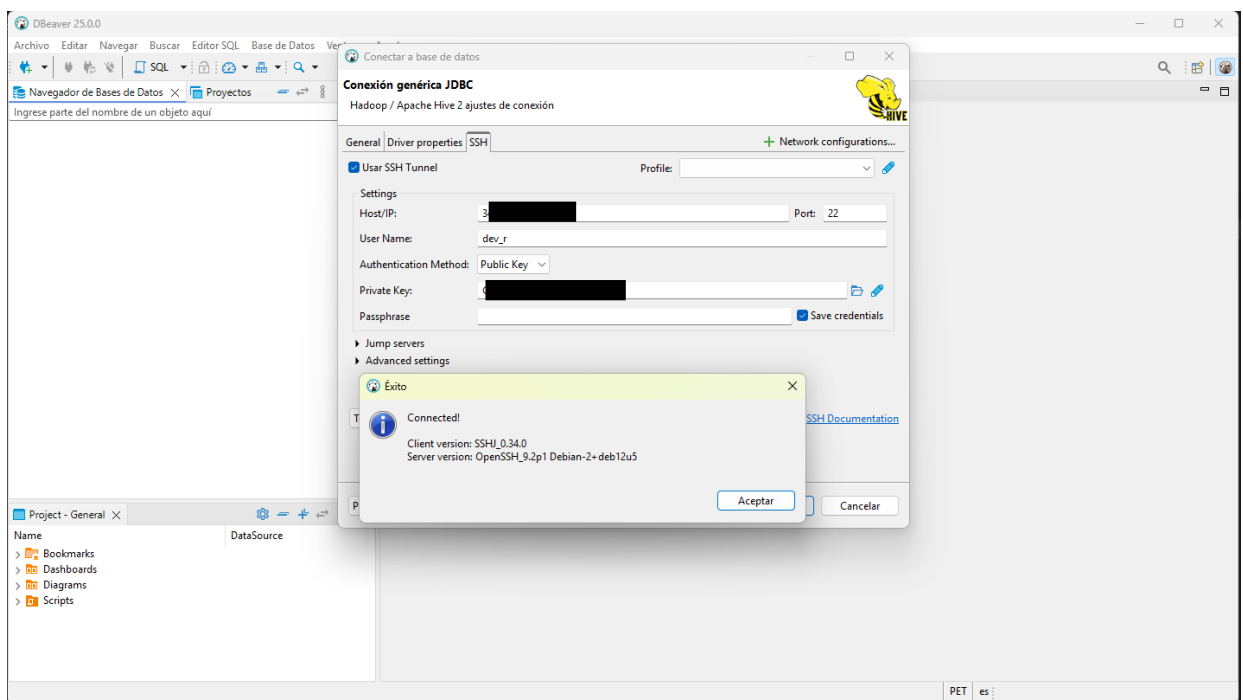 DBeaver 25.0.0
Archivo Editar Navegar Buscar Editor SQL Base de Datos
SQL
Navegador de Bases de Datos
Proyectos
Ingrese parte del nombre de un objeto aquí
Conectar a base de datos
Conexión genérica JDBC
Hadoop / Apache Hive 2 ajustes de conexión
HIVE
General Driver properties SSH
Network configurations...
Usar SSH Tunnel
Profile:
Settings
Host/IP: 3
Port: 22
User Name: dev_r
Authentication Method: Public Key
Private Key:
Passphrase
Save credentials
Jump servers
Advanced settings
Éxito
Connected!
Client version: SSHJ_0.34.0
Server version: OpenSSH_9.2p1 Debian-2+deb12u5
Aceptar
T
SSH Documentation
P
Cancelar
Project - General
Name DataSource
Bookmarks
Dashboards
Diagrams
Scripts
PET es